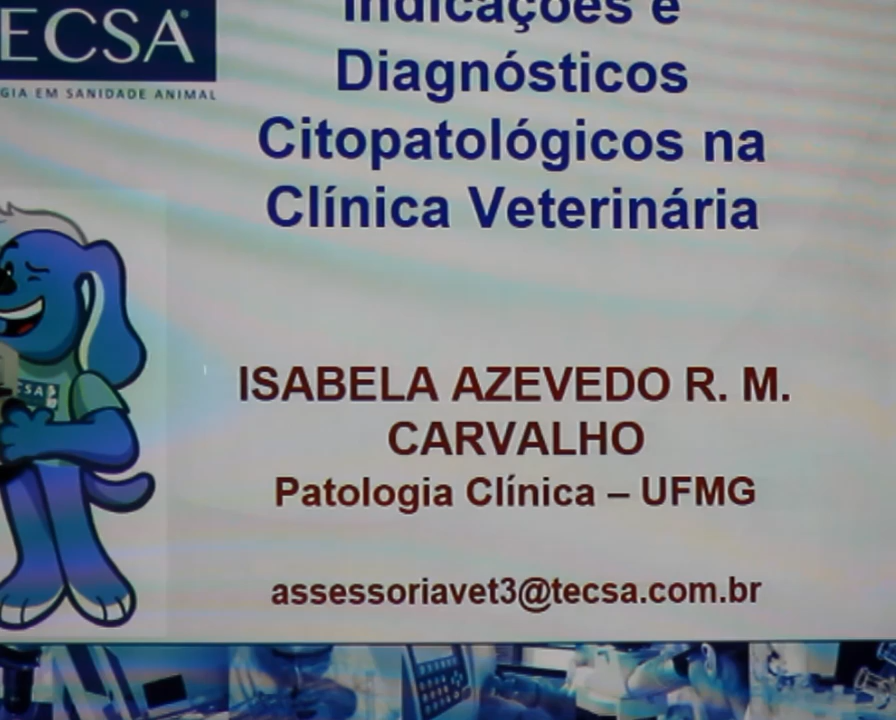 ECSA
GIA EM SANIDADE ANIMAL
Indicações e
Diagnósticos
Citopatológicos na
Clínica Veterinária
CSA
ISABELA AZEVEDO R. M.
CARVALHO
Patologia Clínica – UFMG
assessoriavet3@tecsa.com.br